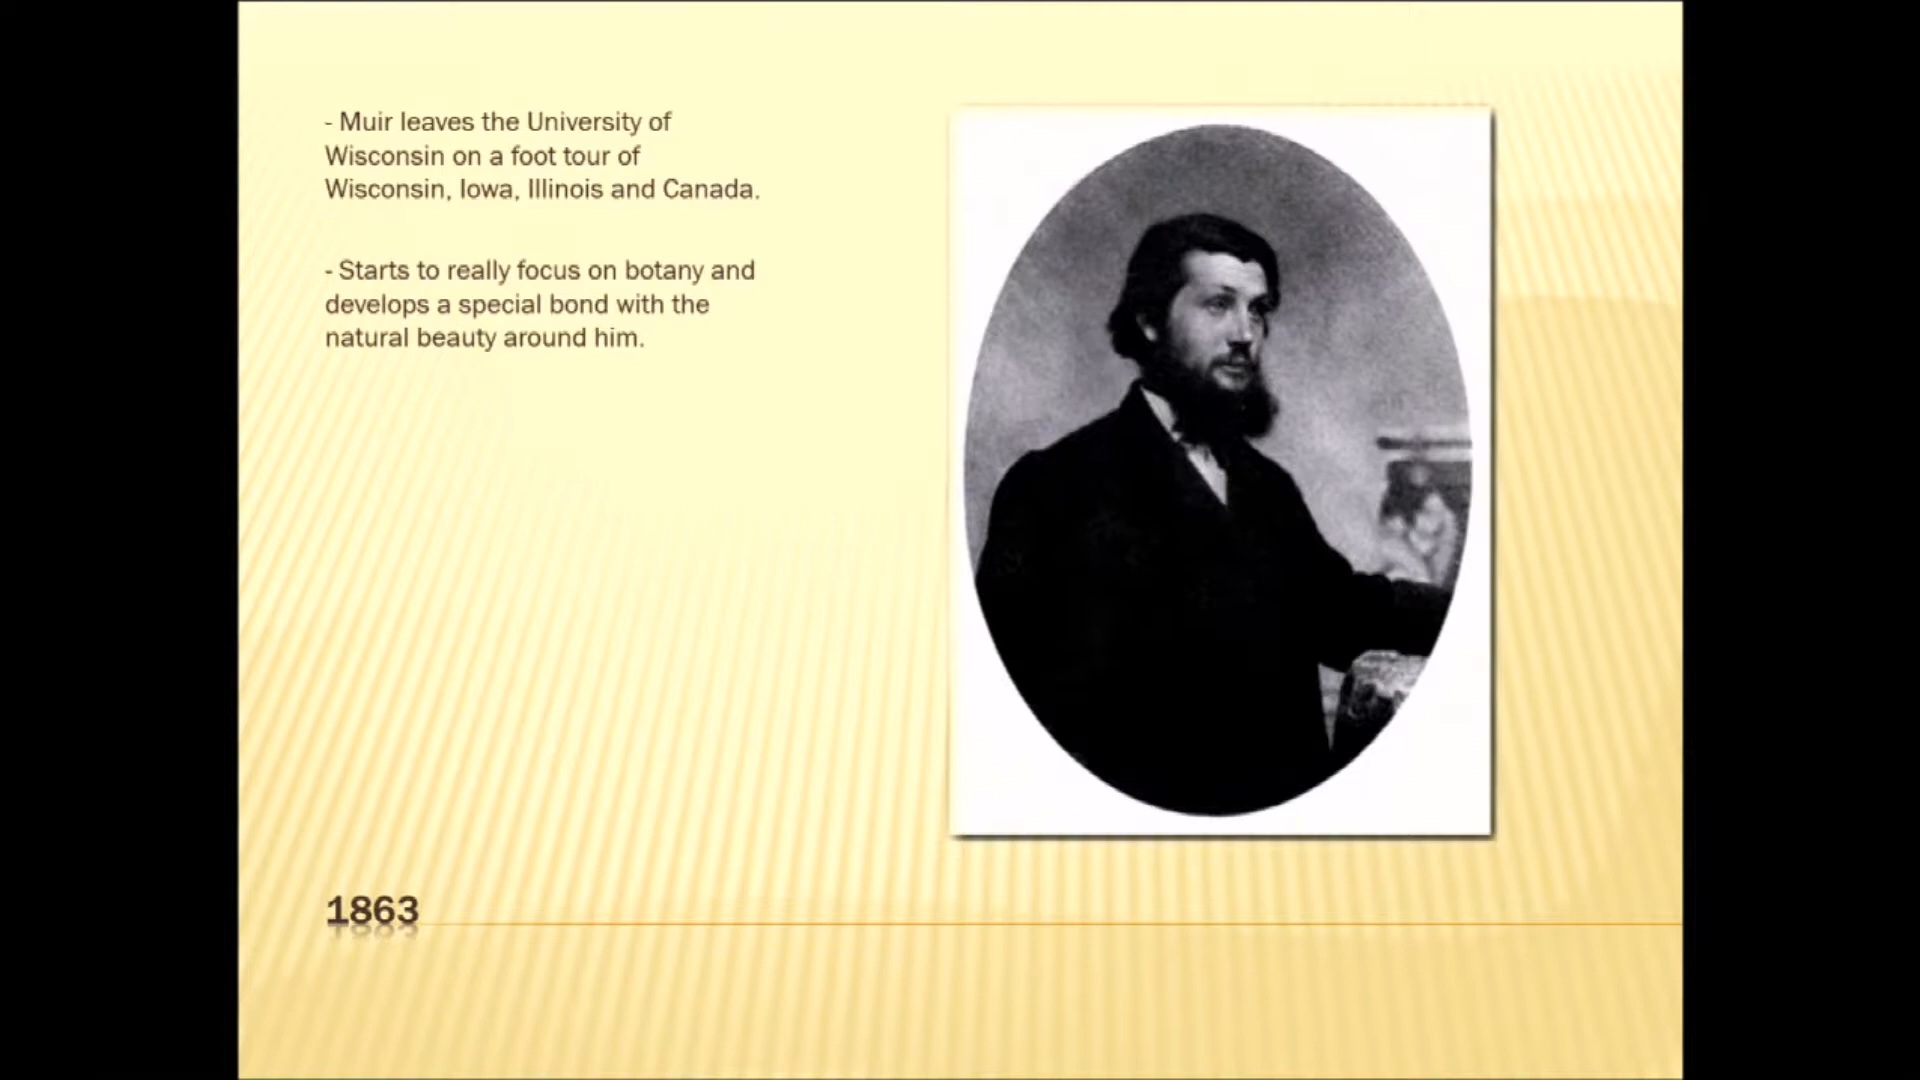 - Muir leaves the University of
Wisconsin on a foot tour of
Wisconsin, Iowa, Illinois and Canada.
- Starts to really focus on botany and
develops a special bond with the
natural beauty around him.
1863